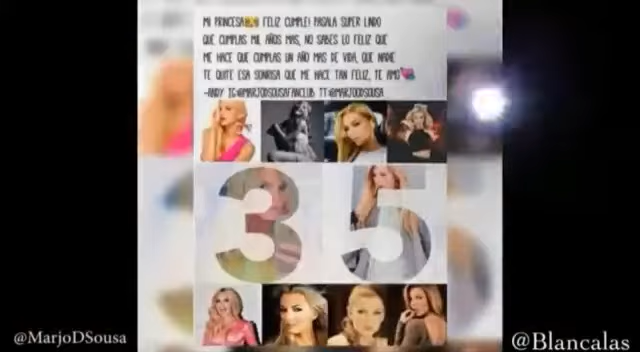 MI PRINCESA FELIZ CUMPLE! PASALA SUPER LINDO
QUE CUMPLAS MIL AÑOS MAS, NO SABES LO FELIZ QUE
ME HACE QUE CUMPLAS UN AÑO MAS DE VIDA, QUE NADIE
TE QUITE ESA SONRISA QUE ME HACE TAN FELIZ, TE AMO
-ANDY IG:@MARJODSOUSAFANCLUB TT:@MARJOODSOUSA
35
@MarjoDSousa
@Blancalas